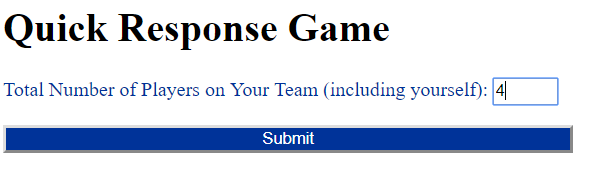 Quick Response Game
Total Number of Players on Your Team (including yourself): 4
Submit